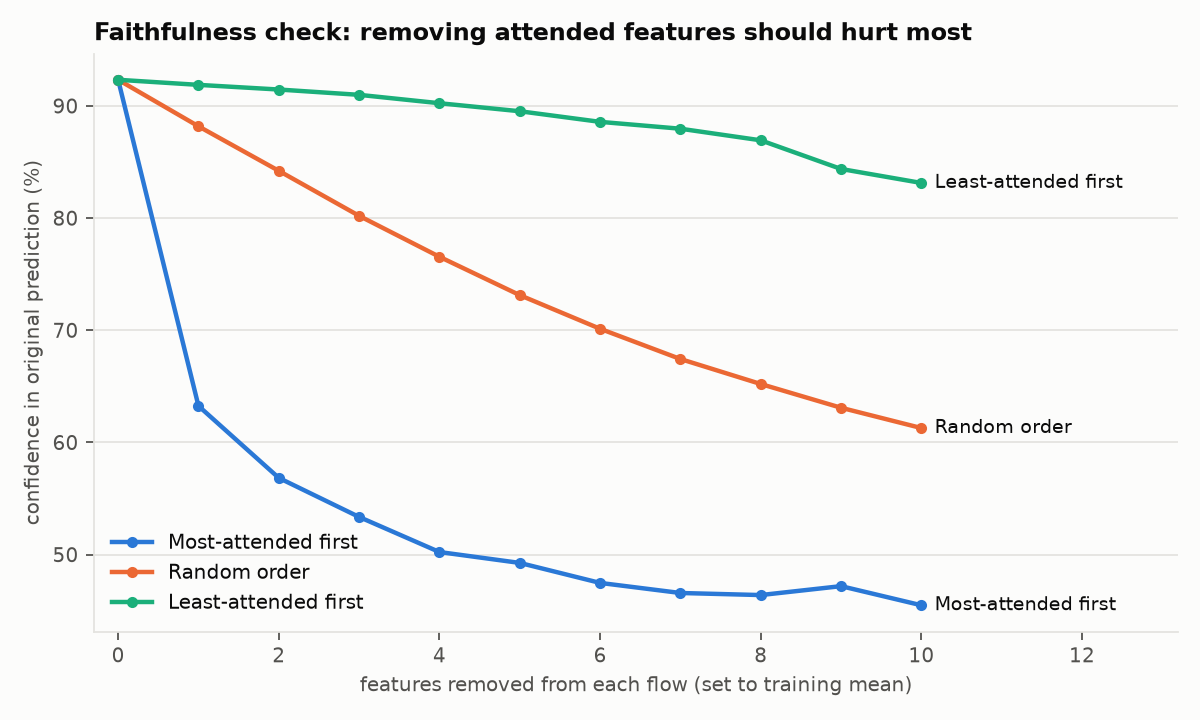 Faithfulness check: removing attended features should hurt most
confidence in original prediction (%)
90
80
70
60
50
Least-attended first
Random order
Most-attended first
Most-attended first
Random order
Least-attended first
0 2 4 6 8 10 12
features removed from each flow (set to training mean)